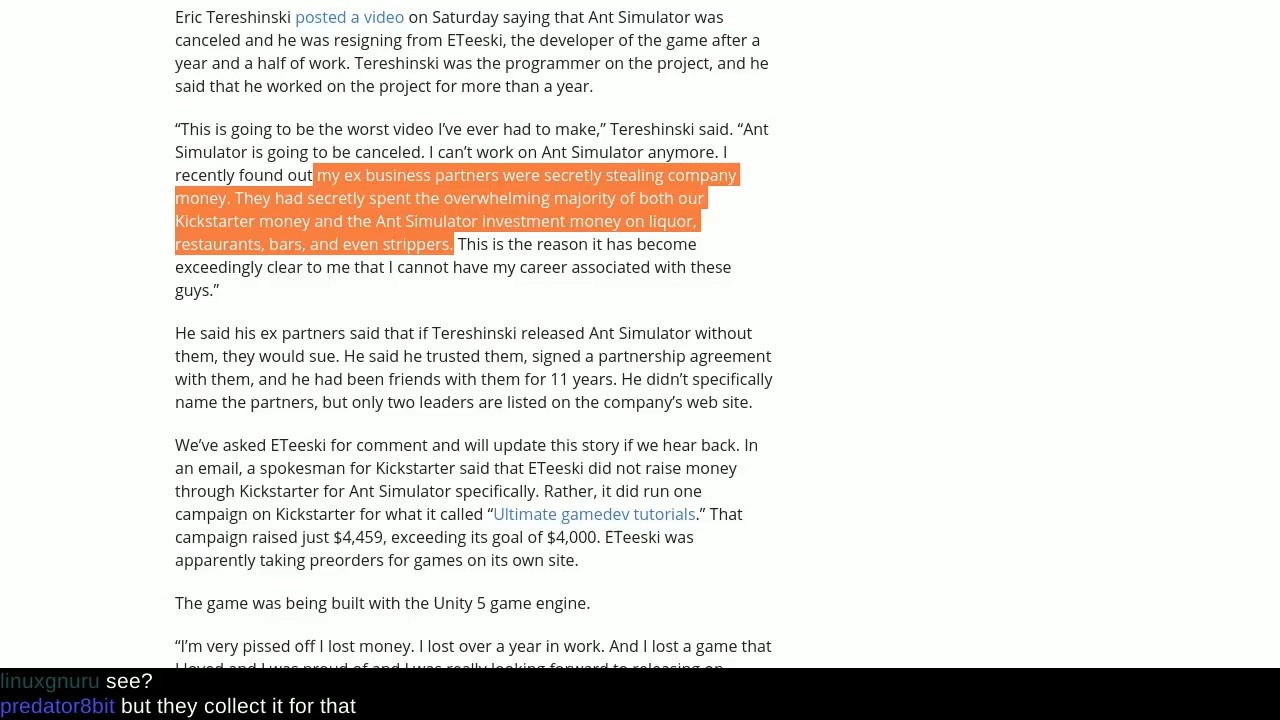 Eric Tereshinski posted a video on Saturday saying that Ant Simulator was
canceled and he was resigning from ETeeski, the developer of the game after a
year and a half of work. Tereshinski was the programmer on the project, and he
said that he worked on the project for more than a year.
“This is going to be the worst video I’ve ever had to make,” Tereshinski said. “Ant
Simulator is going to be canceled. I can’t work on Ant Simulator anymore. I
recently found out my ex business partners were secretly stealing company
money. They had secretly spent the overwhelming majority of both our
Kickstarter money and the Ant Simulator investment money on liquor,
restaurants, bars, and even strippers. This is the reason it has become
exceedingly clear to me that I cannot have my career associated with these
guys.”
He said his ex partners said that if Tereshinski released Ant Simulator without
them, they would sue. He said he trusted them, signed a partnership agreement
with them, and he had been friends with them for 11 years. He didn’t specifically
name the partners, but only two leaders are listed on the company’s web site.
We’ve asked ETeeski for comment and will update this story if we hear back. In
an email, a spokesman for Kickstarter said that ETeeski did not raise money
through Kickstarter for Ant Simulator specifically. Rather, it did run one
campaign on Kickstarter for what it called “Ultimate gamedev tutorials.” That
campaign raised just $4,459, exceeding its goal of $4,000. ETeeski was
apparently taking preorders for games on its own site.
The game was being built with the Unity 5 game engine.
“I’m very pissed off I lost money. I lost over a year in work. And I lost a game that
I loved and I was proud of and I was really looking forward to releasing on
linuxgnuru see?
predator8bit but they collect it for that